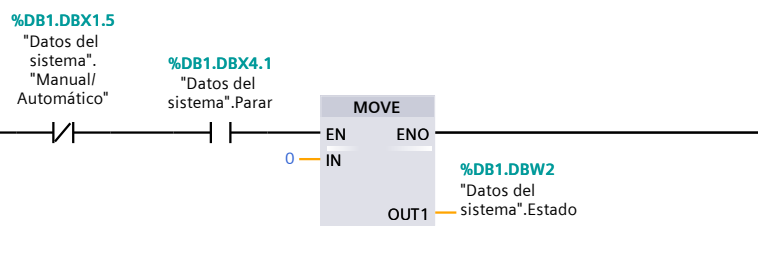 %DB1.DBX1.5
"Datos del
sistema".
"Manual/
Automático"
%DB1.DBX4.1
"Datos del
sistema".Parar
MOVE
EN
ENO
0
IN
%DB1.DBW2
"Datos del
sistema".Estado
OUT1